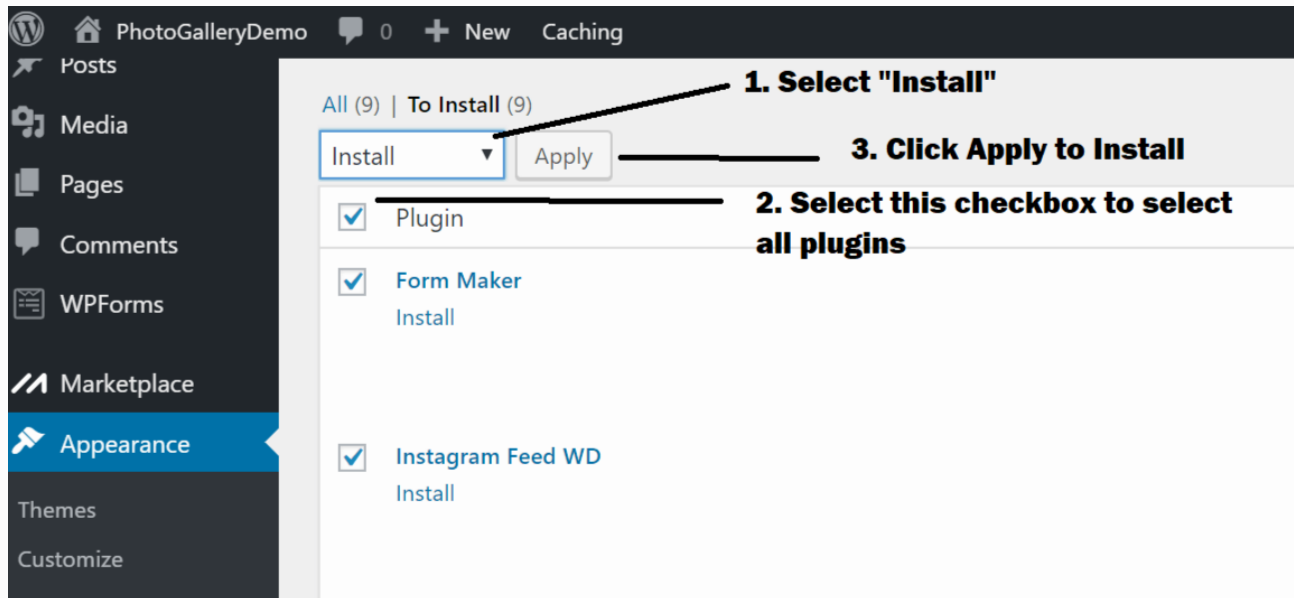 PhotoGalleryDemo 0 New Caching
Posts
Media
Pages
Comments
WPForms
Marketplace
Appearance
Themes
Customize
All (9) | To Install (9)
Install Apply
Plugin
Form Maker
Install
Instagram Feed WD
Install
1. Select "Install"
3. Click Apply to Install
2. Select this checkbox to select
all plugins